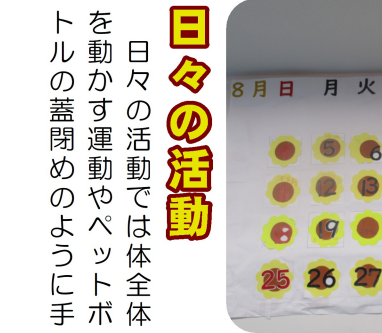 日々の活動
日々の活動では体全体
を動かす運動やペットボ
トルの蓋閉めのように手
8月 日 月 火
5 6
12 13
19
25 26 27